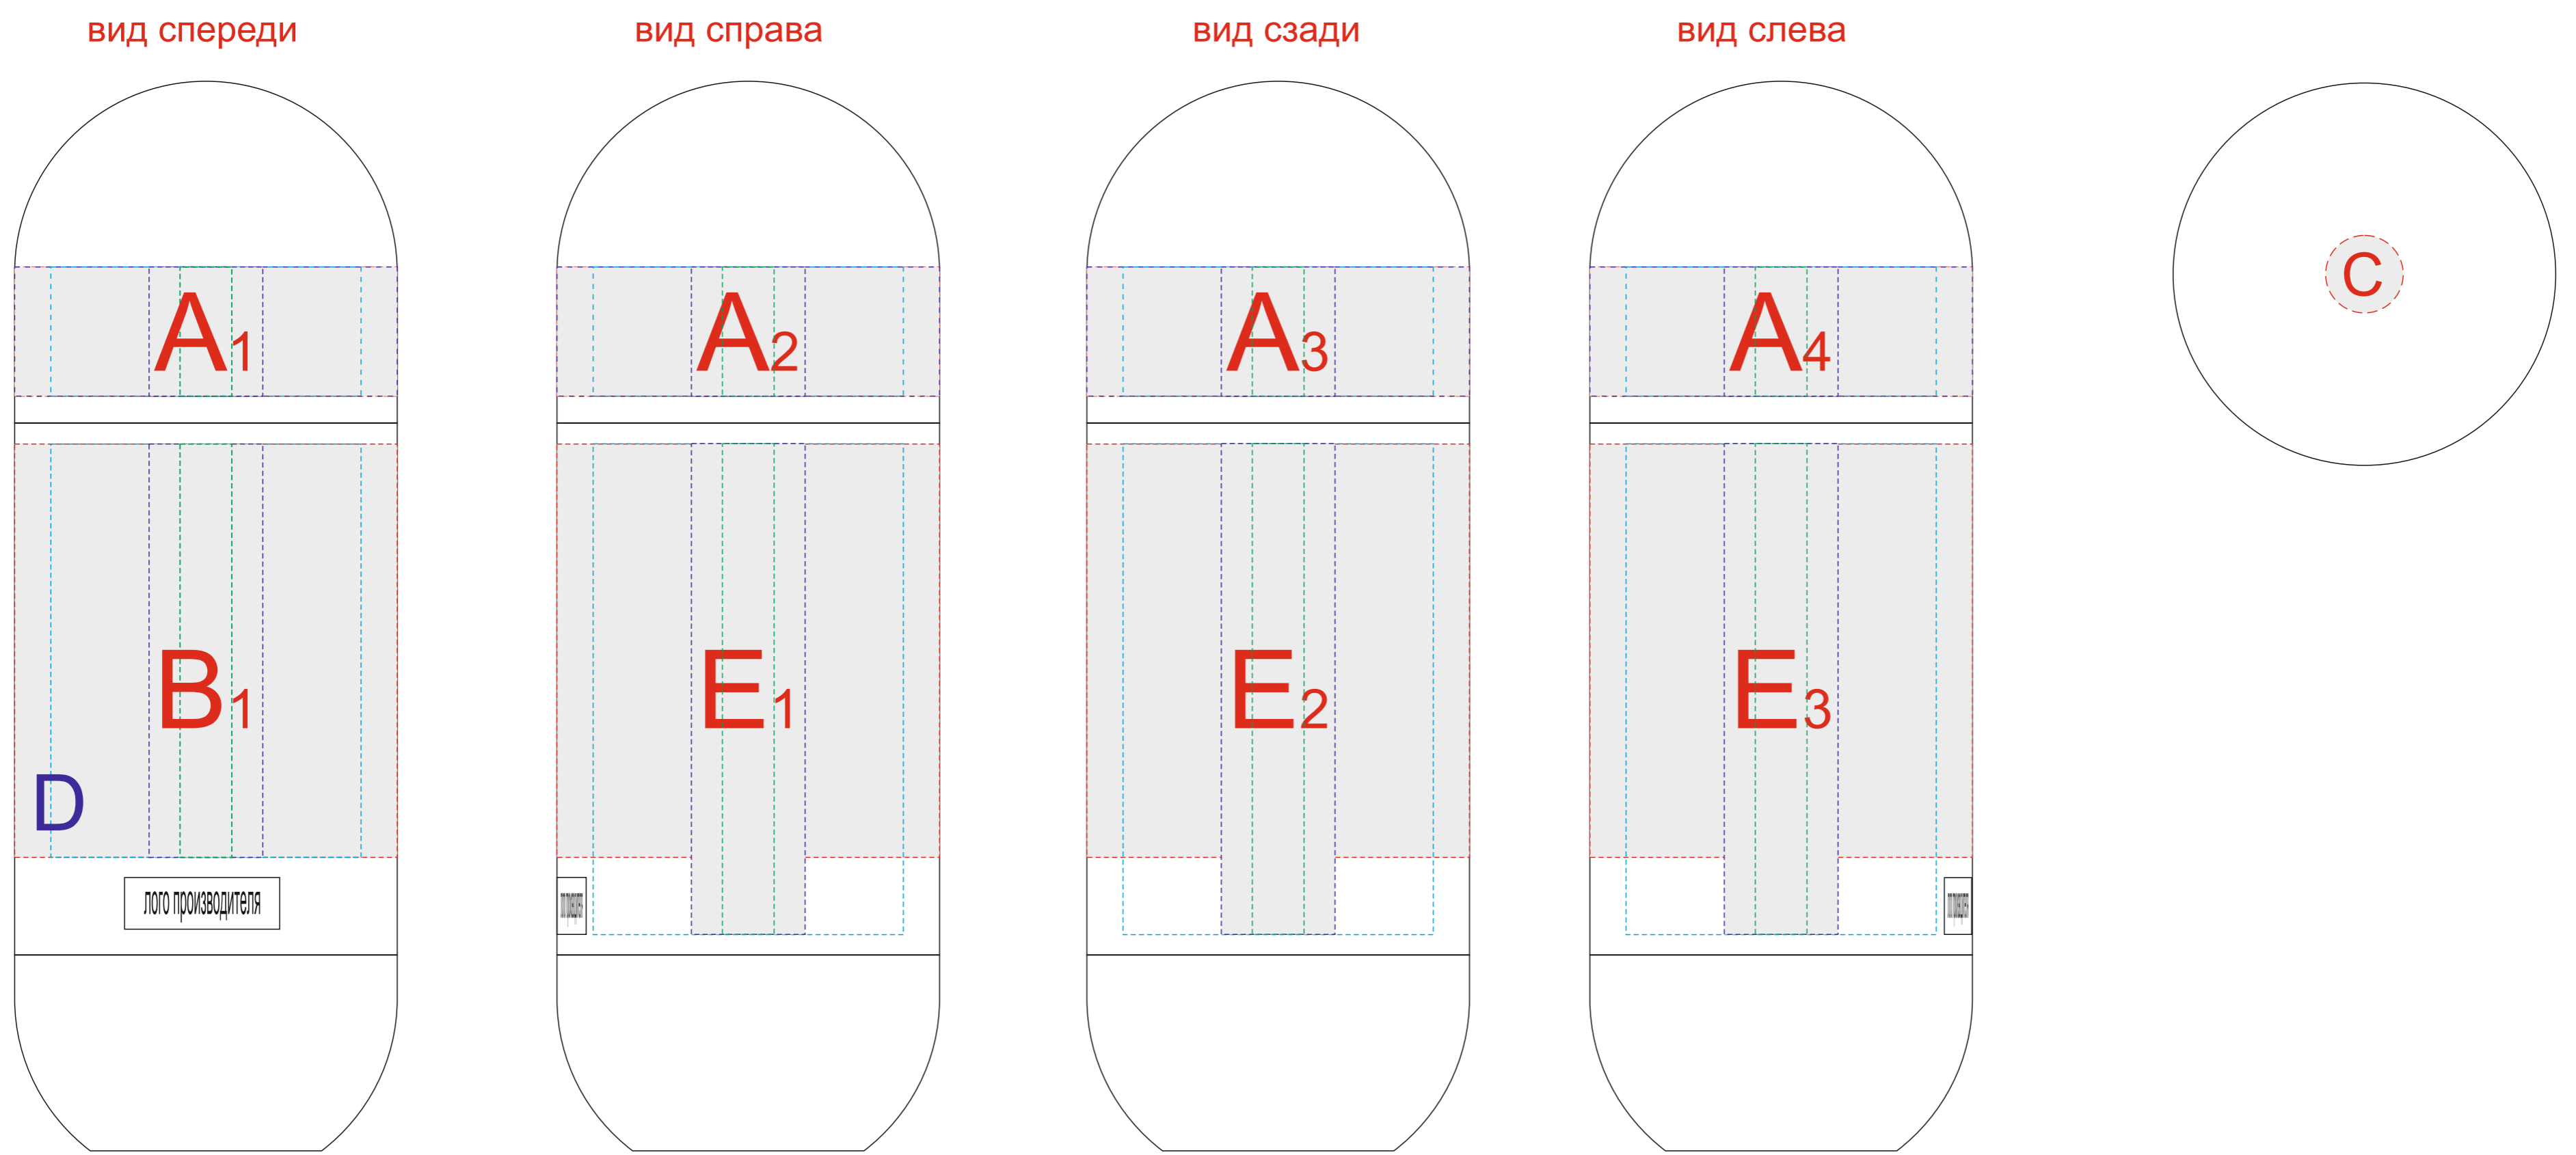 вид спереди
вид справа
вид сзади
вид слева
A1
A2
A3
A4
C
B1
E1
E2
E3
D
лого производителя